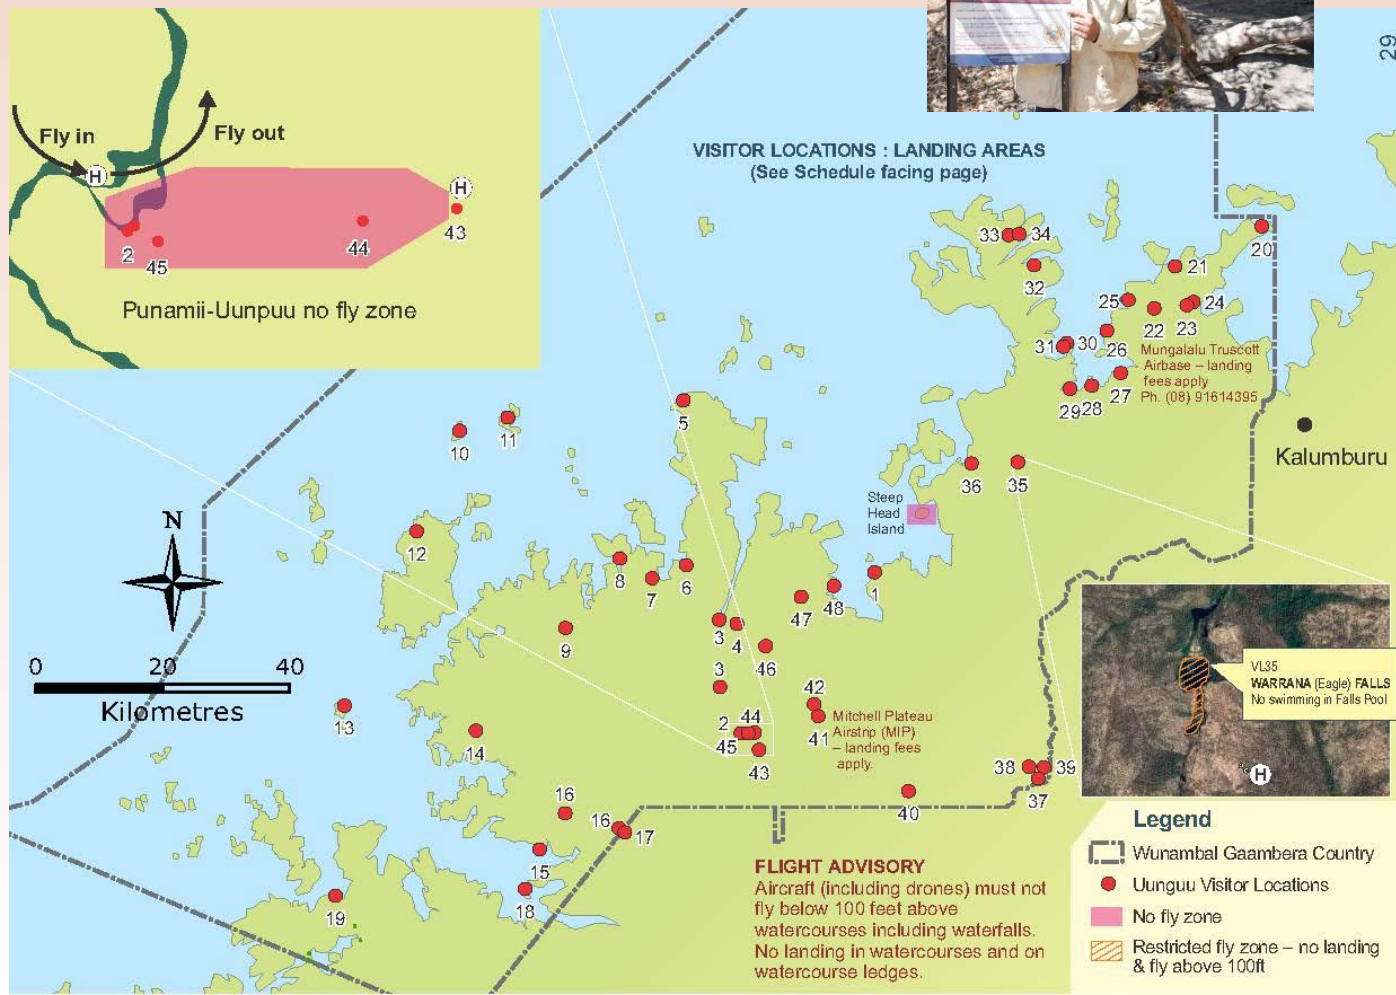 29
Fly in
Fly out
H
H
2
45
44
43
Punamii-Uunpuu no fly zone
VISITOR LOCATIONS : LANDING AREAS
(See Schedule facing page)
33
34
32
20
21
25
22
23
24
26
31
30
29
28
27
Mungalalu Truscott
Airbase – landing
fees apply
Ph. (08) 91614395
Kalumburu
5
10
11
36
35
Steep
Head
Island
N
12
8
7
6
1
48
47
9
3
4
46
3
0
20
40
Kilometres
13
14
2
44
45
43
42
41
Mitchell Plateau
Airstrip (MIP)
– landing fees
apply.
VL35
WARRANA (Eagle) FALLS
No swimming in Falls Pool
H
38
39
37
40
16
16
17
15
18
19
FLIGHT ADVISORY
Aircraft (including drones) must not
fly below 100 feet above
watercourses including waterfalls.
No landing in watercourses and on
watercourse ledges.
Legend
Wunambal Gaambera Country
Uunguu Visitor Locations
No fly zone
Restricted fly zone – no landing
& fly above 100ft